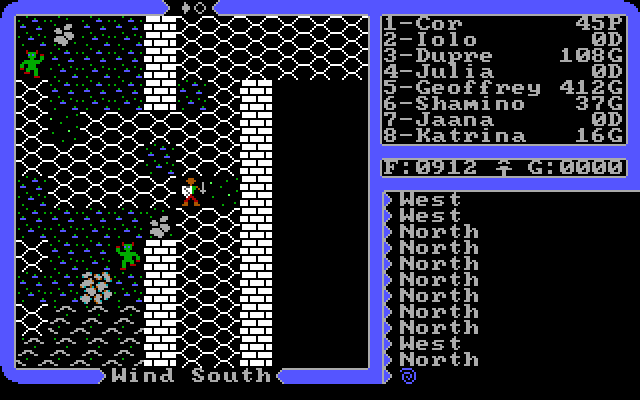 1-Cor 45P
2-Iolo 0D
3-Dupre 108G
4-Julia 0D
5-Geoffrey 412G
6-Shamino 37G
7-Jaana 0D
8-Katrina 16G
F:0912 G:0000
West
West
North
North
North
North
North
North
North
West
North
Wind South